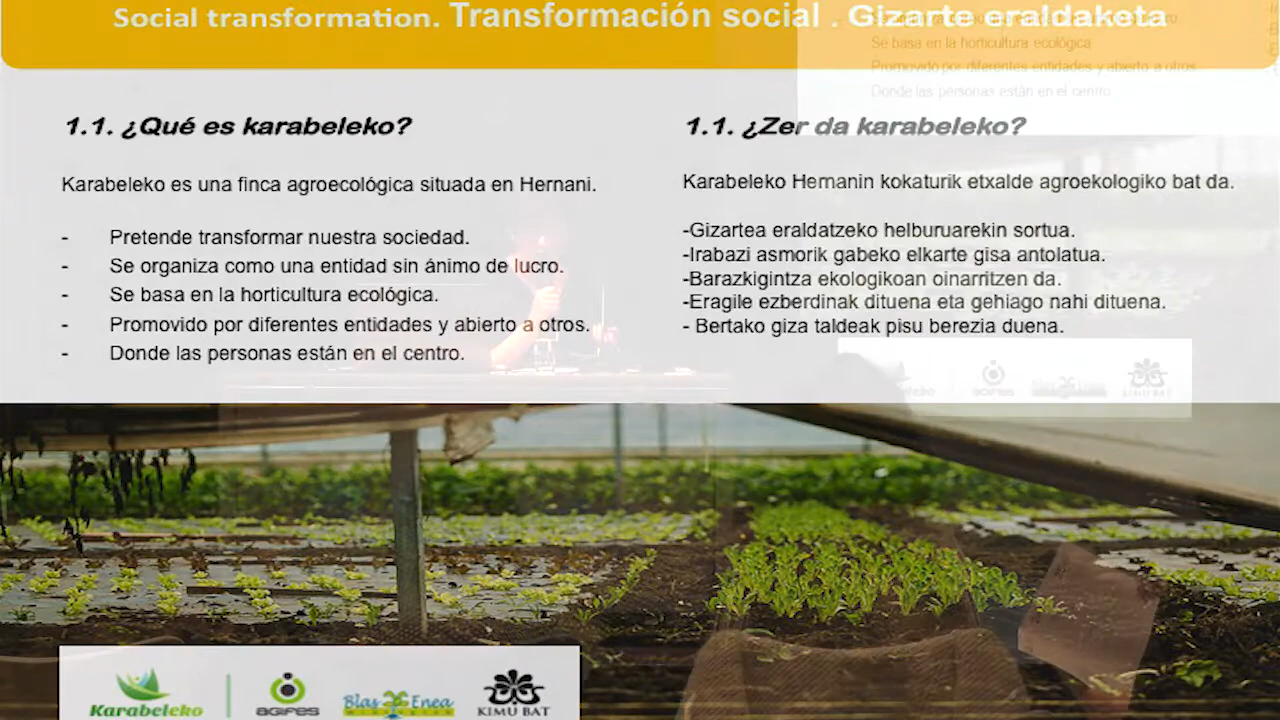 Social transformation. Transformación social . Gizarte eraldaketa
Se basa en la horticultura ecológica
Promovido por diferentes entidades y abierto a otros
Donde las personas están en el centro
1.1. ¿Qué es karabeleko?
Karabeleko es una finca agroecológica situada en Hernani.
- Pretende transformar nuestra sociedad.
- Se organiza como una entidad sin ánimo de lucro.
- Se basa en la horticultura ecológica.
- Promovido por diferentes entidades y abierto a otros.
- Donde las personas están en el centro.
1.1. ¿Zer da karabeleko?
Karabeleko Hernanin kokaturik etxalde agroekologiko bat da.
-Gizartea eraldatzeko helburuarekin sortua.
-Irabazi asmorik gabeko elkarte gisa antolatua.
-Barazkigintza ekologikoan oinarritzen da.
-Eragile ezberdinak dituena eta gehiago nahi dituena.
- Bertako giza taldeak pisu berezia duena.
agifes
KIMU BAT
Karabeleko
agifes
Blas Enea
KIMU BAT